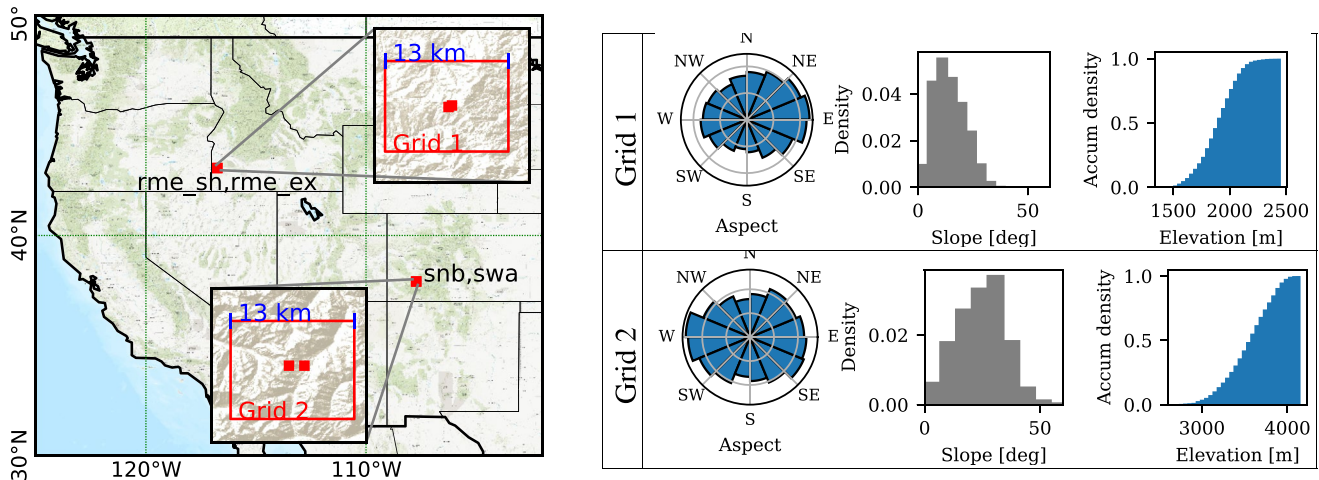 50°
40°N
30°N
120°W
110°W
13 km
Grid 1
rme_sh,rme_ex
snb,swa
13 km
Grid 2
Grid 1
N
NW
NE
W
E
SW
SE
S
Aspect
Density
0.04
0.02
0.00
0
50
Slope [deg]
Accum density
1.0
0.5
0.0
1500
2000
2500
Elevation [m]
Grid 2
N
NW
NE
W
E
SW
SE
S
Aspect
Density
0.02
0.00
0
50
Slope [deg]
Accum density
1.0
0.5
0.0
3000
4000
Elevation [m]